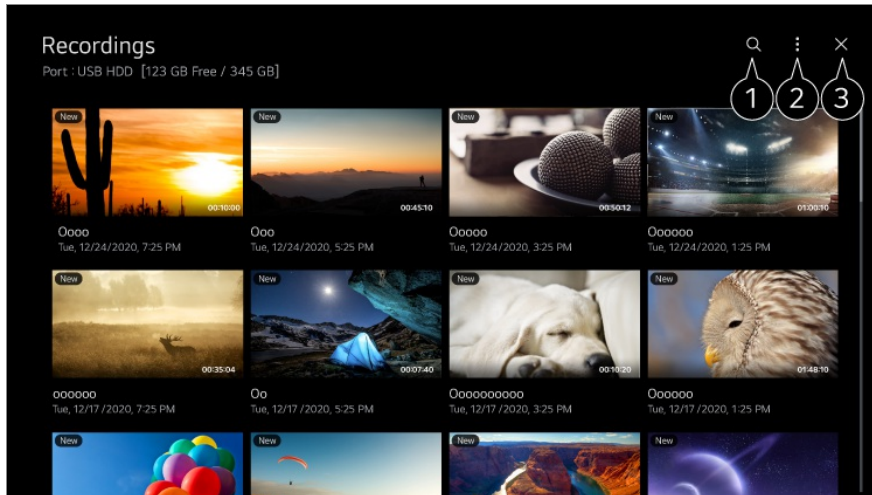 Recordings
Port : USB HDD [123 GB Free / 345 GB]
1 2 3
New New New New
00:10:00 00:45:10 00:50:12 01:00:10
Oooo Ooo Ooooo Oooooo
Tue, 12/24/2020, 7:25 PM Tue, 12/24/2020, 5:25 PM Tue, 12/24/2020, 3:25 PM Tue, 12/24/2020, 1:25 PM
New New New New
00:35:04 00:07:40 00:10:20 01:48:10
oooooo Oo Oooooooooo Oooooo
Tue, 12/17 /2020, 7:25 PM Tue, 12/17 /2020, 5:25 PM Tue, 12/17 /2020, 3:25 PM Tue, 12/17 /2020, 1:25 PM
New New New New